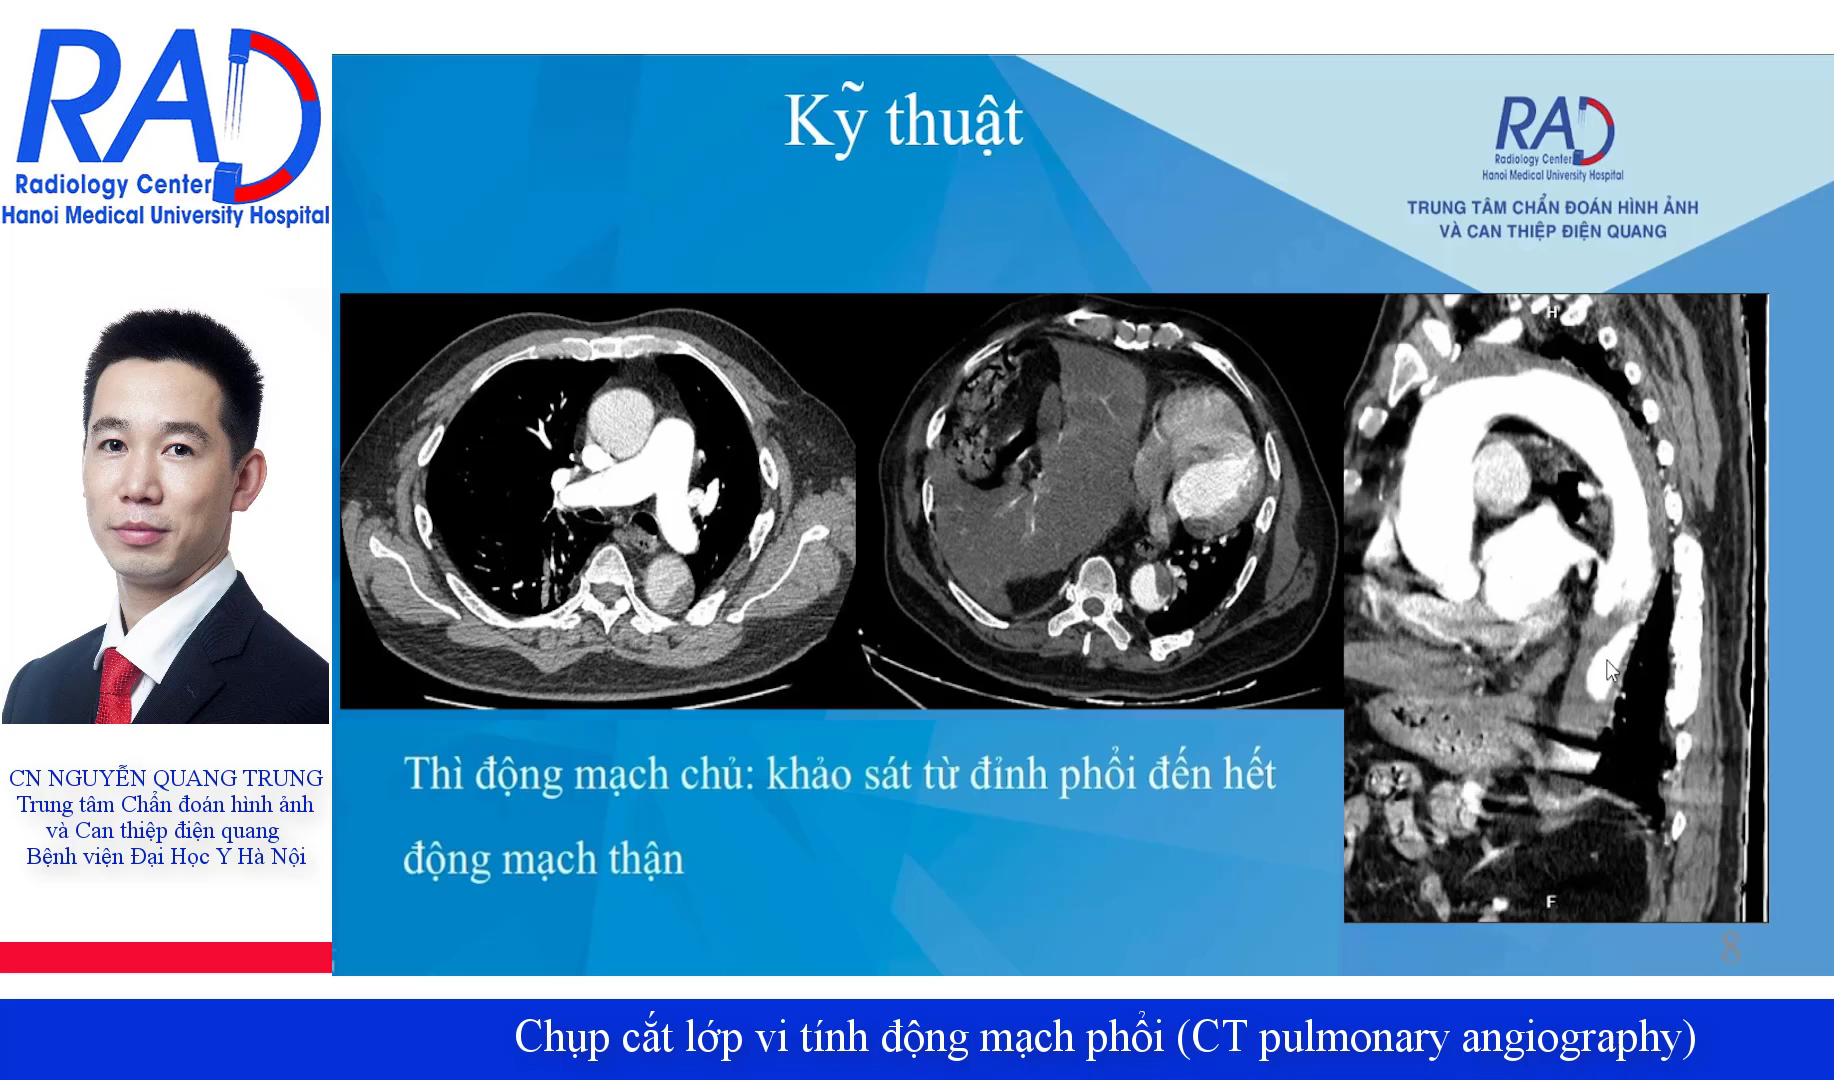 RAD
Radiology Center
Hanoi Medical University Hospital
CN NGUYỄN QUANG TRUNG
Trung tâm Chẩn đoán hình ảnh
và Can thiệp điện quang
Bệnh viện Đại Học Y Hà Nội
Kỹ thuật
RAD
Radiology Center
Hanoi Medical University Hospital
TRUNG TÂM CHẨN ĐOÁN HÌNH ẢNH
VÀ CAN THIỆP ĐIỆN QUANG
H
F
Thì động mạch chủ: khảo sát từ đỉnh phổi đến hết
động mạch thận
8
Chụp cắt lớp vi tính động mạch phổi (CT pulmonary angiography)